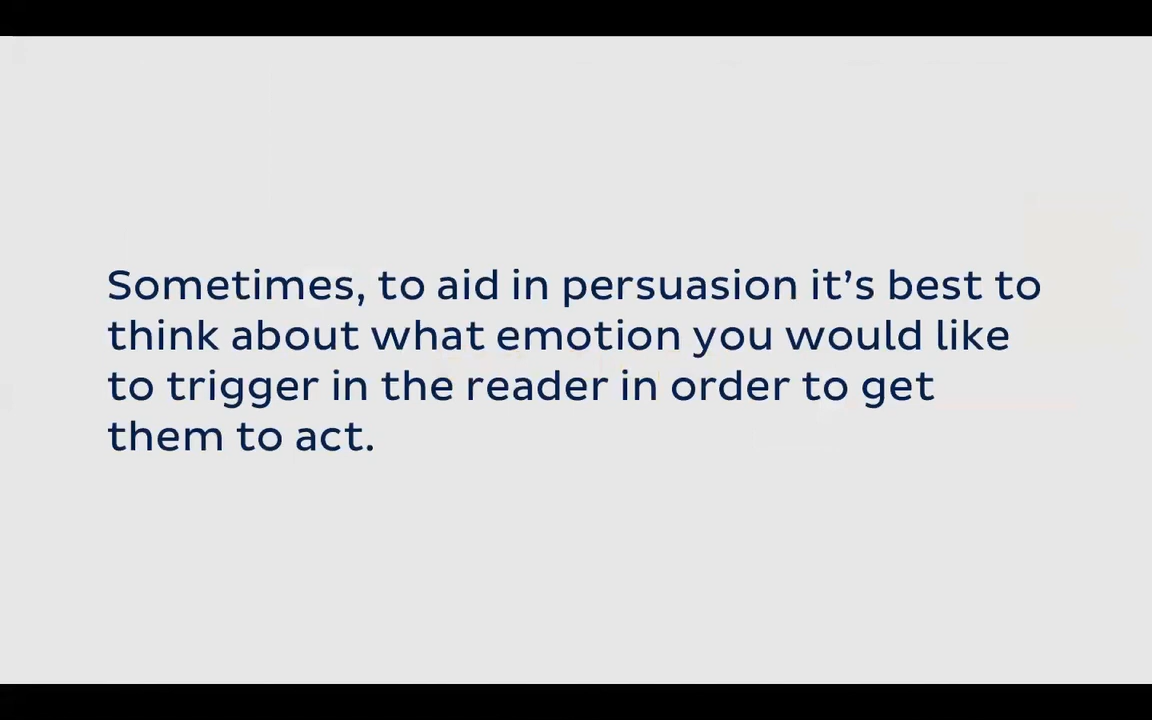 Sometimes, to aid in persuasion it’s best to
think about what emotion you would like
to trigger in the reader in order to get
them to act.